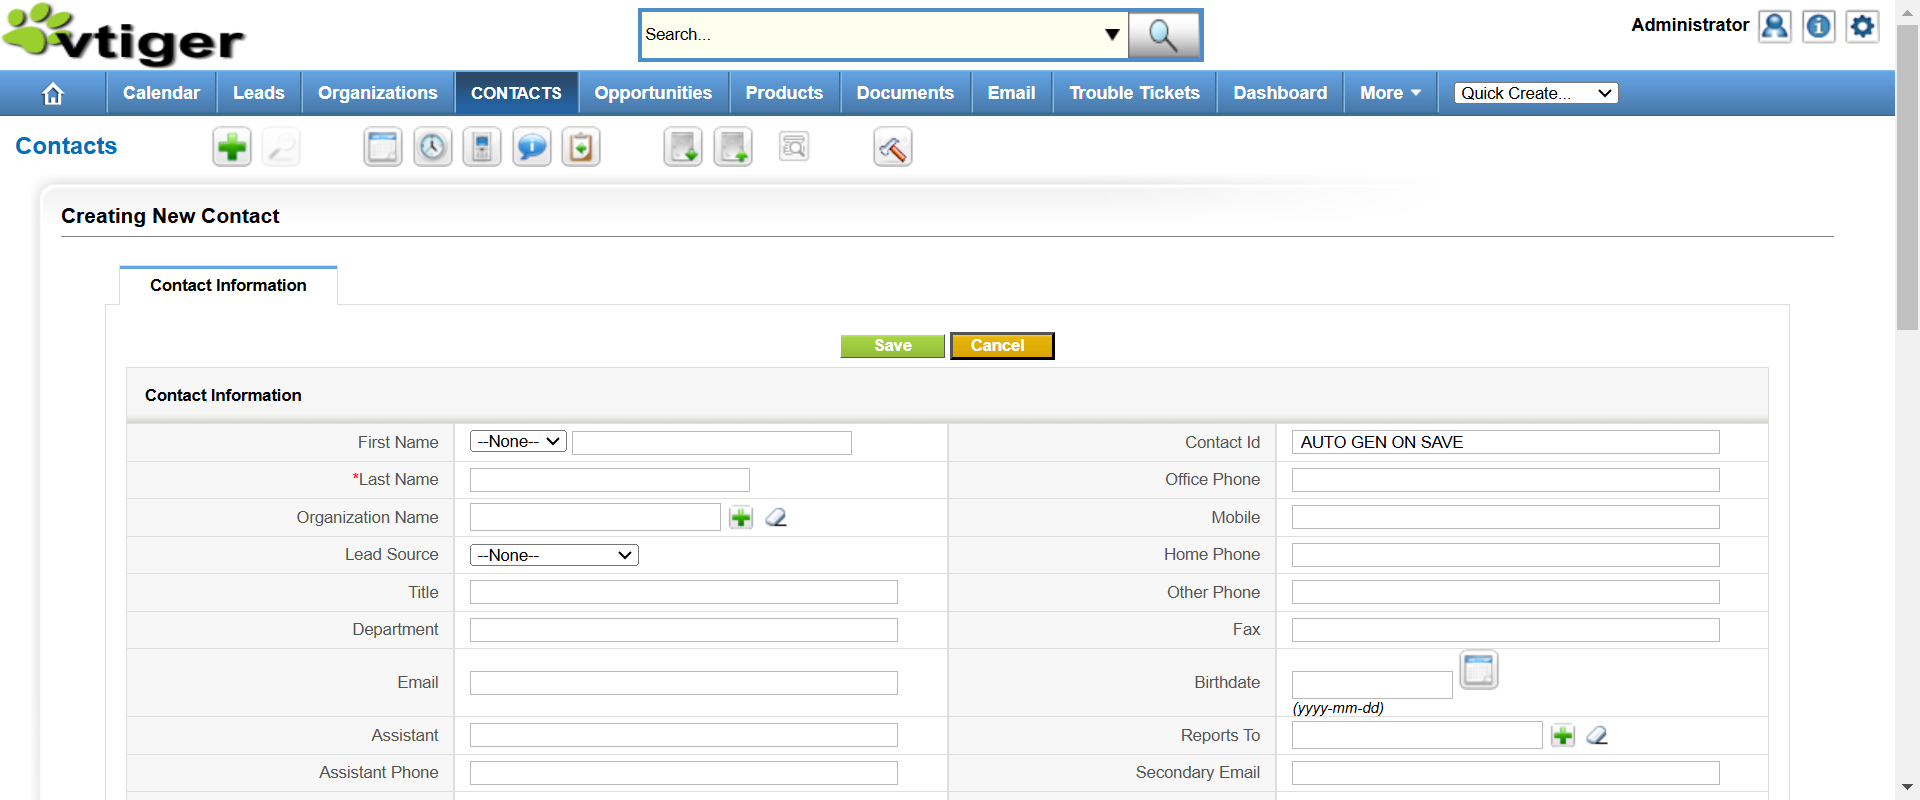 vtiger
Search...
Administrator
Calendar Leads Organizations CONTACTS Opportunities Products Documents Email Trouble Tickets Dashboard More Quick Create...
Contacts
Creating New Contact
Contact Information
Save Cancel
Contact Information
First Name --None-- Contact Id AUTO GEN ON SAVE
*Last Name Office Phone
Organization Name Mobile
Lead Source --None-- Home Phone
Title Other Phone
Department Fax
Email Birthdate
(yyyy-mm-dd)
Assistant Reports To
Assistant Phone Secondary Email